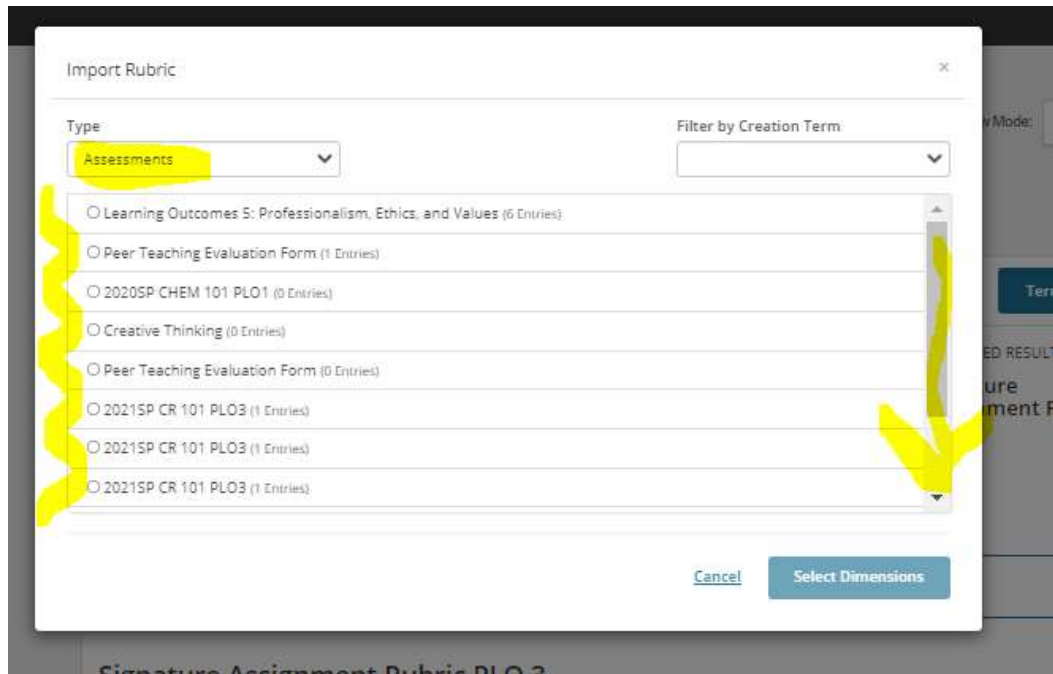 Import Rubric ×
Type
Filter by Creation Term
w Mode:
Assessments
Learning Outcomes 5: Professionalism, Ethics, and Values (6 Entries)
Peer Teaching Evaluation Form (1 Entries)
2020SP CHEM 101 PLO1 (0 Entries)
Creative Thinking (0 Entries)
Peer Teaching Evaluation Form (0 Entries)
2021SP CR 101 PLO3 (1 Entries)
2021SP CR 101 PLO3 (1 Entries)
2021SP CR 101 PLO3 (1 Entries)
Ter
ED RESULT
ure
ment
Cancel
Select Dimensions
Signature Assignment Rubric PLO 3